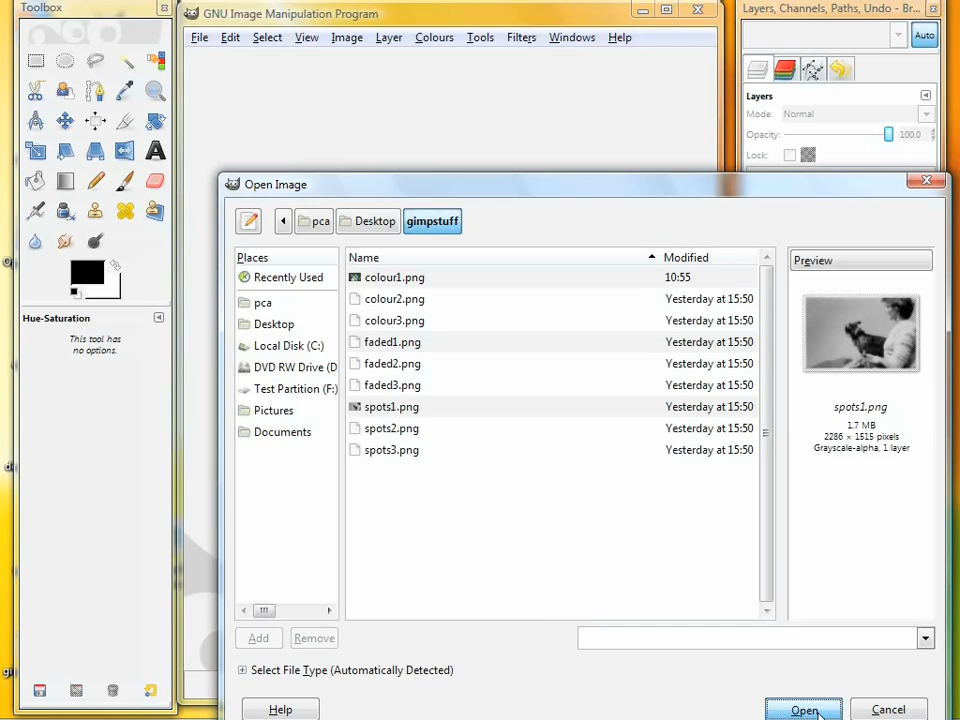 Toolbox
GNU Image Manipulation Program
Layers, Channels, Paths, Undo - Br...
File Edit Select View Image Layer Colours Tools Filters Windows Help
Auto
Layers
Mode: Normal
Opacity: 100.0
Lock:
Hue-Saturation
This tool has
no options.
Open Image
pca Desktop gimpstuff
Places
Recently Used
pca
Desktop
Local Disk (C:)
DVD RW Drive (D
Test Partition (F:)
Pictures
Documents
Name Modified
colour1.png 10:55
colour2.png Yesterday at 15:50
colour3.png Yesterday at 15:50
faded1.png Yesterday at 15:50
faded2.png Yesterday at 15:50
faded3.png Yesterday at 15:50
spots1.png Yesterday at 15:50
spots2.png Yesterday at 15:50
spots3.png Yesterday at 15:50
Preview
spots1.png
1.7 MB
2286 × 1515 pixels
Grayscale-alpha, 1 layer
Add Remove
Select File Type (Automatically Detected)
Help Open Cancel